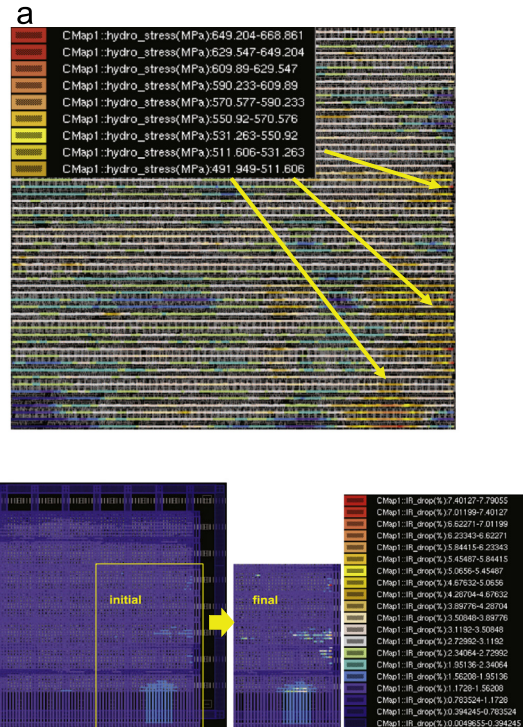 a
CMap1::hydro_stress(MPa):649.204-668.861
CMap1::hydro_stress(MPa):629.547-649.204
CMap1::hydro_stress(MPa):609.89-629.547
CMap1::hydro_stress(MPa):590.233-609.89
CMap1::hydro_stress(MPa):570.577-590.233
CMap1::hydro_stress(MPa):550.92-570.576
CMap1::hydro_stress(MPa):531.263-550.92
CMap1::hydro_stress(MPa):511.606-531.263
CMap1::hydro_stress(MPa):491.949-511.606
initial
final
CMap1::IR_drop(%):7.40127-7.79055
CMap1::IR_drop(%):7.01199-7.40127
CMap1::IR_drop(%):6.62271-7.01199
CMap1::IR_drop(%):6.23343-6.62271
CMap1::IR_drop(%):5.84415-6.23343
CMap1::IR_drop(%):5.45487-5.84415
CMap1::IR_drop(%):5.0656-5.45487
CMap1::IR_drop(%):4.67632-5.0656
CMap1::IR_drop(%):4.28704-4.67632
CMap1::IR_drop(%):3.89776-4.28704
CMap1::IR_drop(%):3.50848-3.89776
CMap1::IR_drop(%):3.1192-3.50848
CMap1::IR_drop(%):2.72992-3.1192
CMap1::IR_drop(%):2.34064-2.72992
CMap1::IR_drop(%):1.95136-2.34064
CMap1::IR_drop(%):1.56208-1.95136
CMap1::IR_drop(%):1.1728-1.56208
CMap1::IR_drop(%):0.783524-1.1728
CMap1::IR_drop(%):0.394245-0.783524
CMap1::IR_drop(%):0.0049655-0.394245